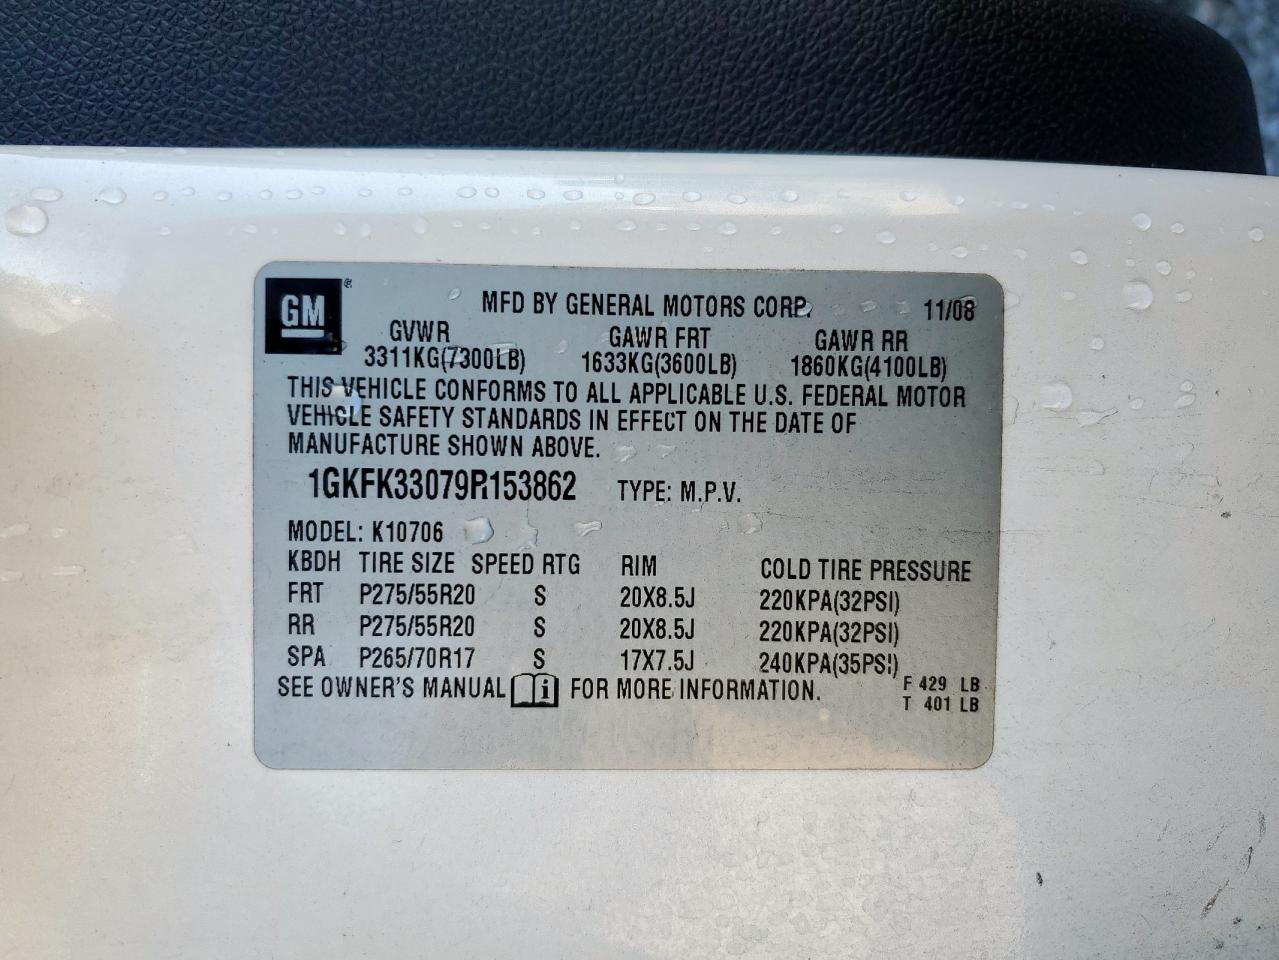 GM®
MFD BY GENERAL MOTORS CORP. 11/08
GVWR GAWR FRT GAWR RR
3311KG(7300LB) 1633KG(3600LB) 1860KG(4100LB)
THIS VEHICLE CONFORMS TO ALL APPLICABLE U.S. FEDERAL MOTOR
VEHICLE SAFETY STANDARDS IN EFFECT ON THE DATE OF
MANUFACTURE SHOWN ABOVE.
1GKFK33079R153862 TYPE: M.P.V.
MODEL: K10706
KBDH TIRE SIZE SPEED RTG RIM COLD TIRE PRESSURE
FRT P275/55R20 S 20X8.5J 220KPA(32PSI)
RR P275/55R20 S 20X8.5J 220KPA(32PSI)
SPA P265/70R17 S 17X7.5J 240KPA(35PSI)
SEE OWNER'S MANUAL i FOR MORE INFORMATION. F 429 LB
T 401 LB